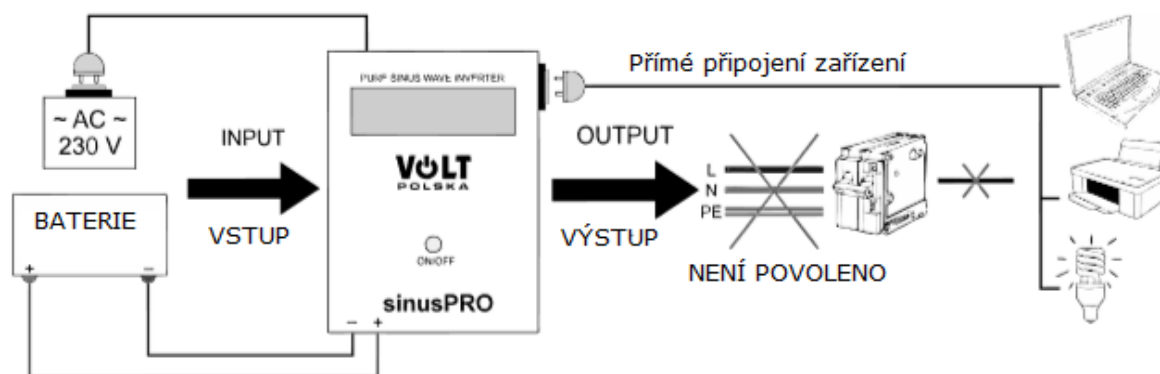 PURE SINUS WAVE INVERTER
Přímé připojení zařízení
~ AC ~
230 V
INPUT
OUTPUT
VOLT
POLSKA
L
N
PE
BATERIE
VSTUP
VÝSTUP
NENÍ POVOLENO
ON/OFF
+ −
sinusPRO
− +